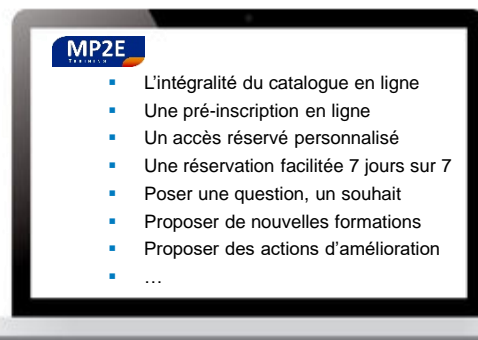 MP2E
TRAINING
▪ L'intégralité du catalogue en ligne
▪ Une pré-inscription en ligne
▪ Un accès réservé personnalisé
▪ Une réservation facilitée 7 jours sur 7
▪ Poser une question, un souhait
▪ Proposer de nouvelles formations
▪ Proposer des actions d'amélioration
▪ …